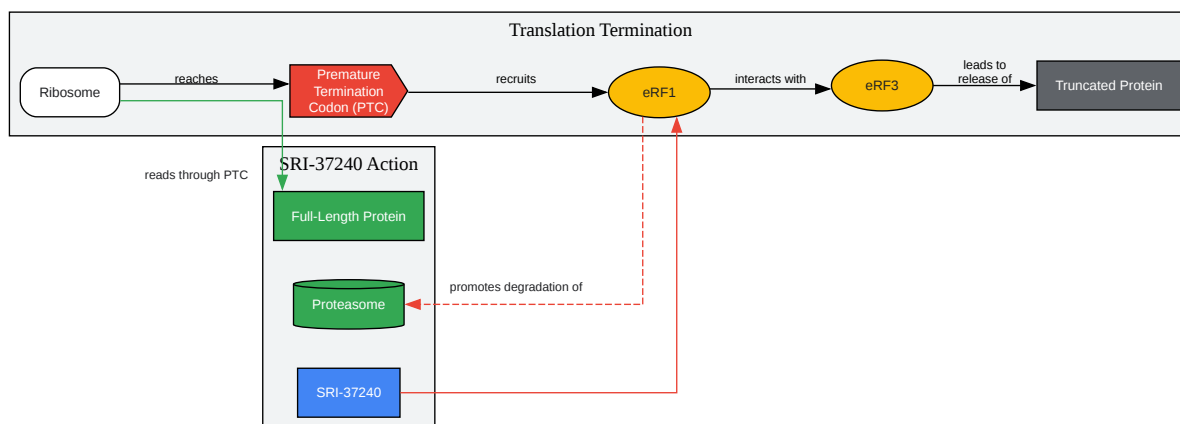 Translation Termination
Ribosome
reaches
Premature
Termination
Codon (PTC)
recruits
eRF1
interacts with
eRF3
leads to
release of
Truncated Protein
SRI-37240 Action
reads through PTC
Full-Length Protein
promotes degradation of
Proteasome
SRI-37240